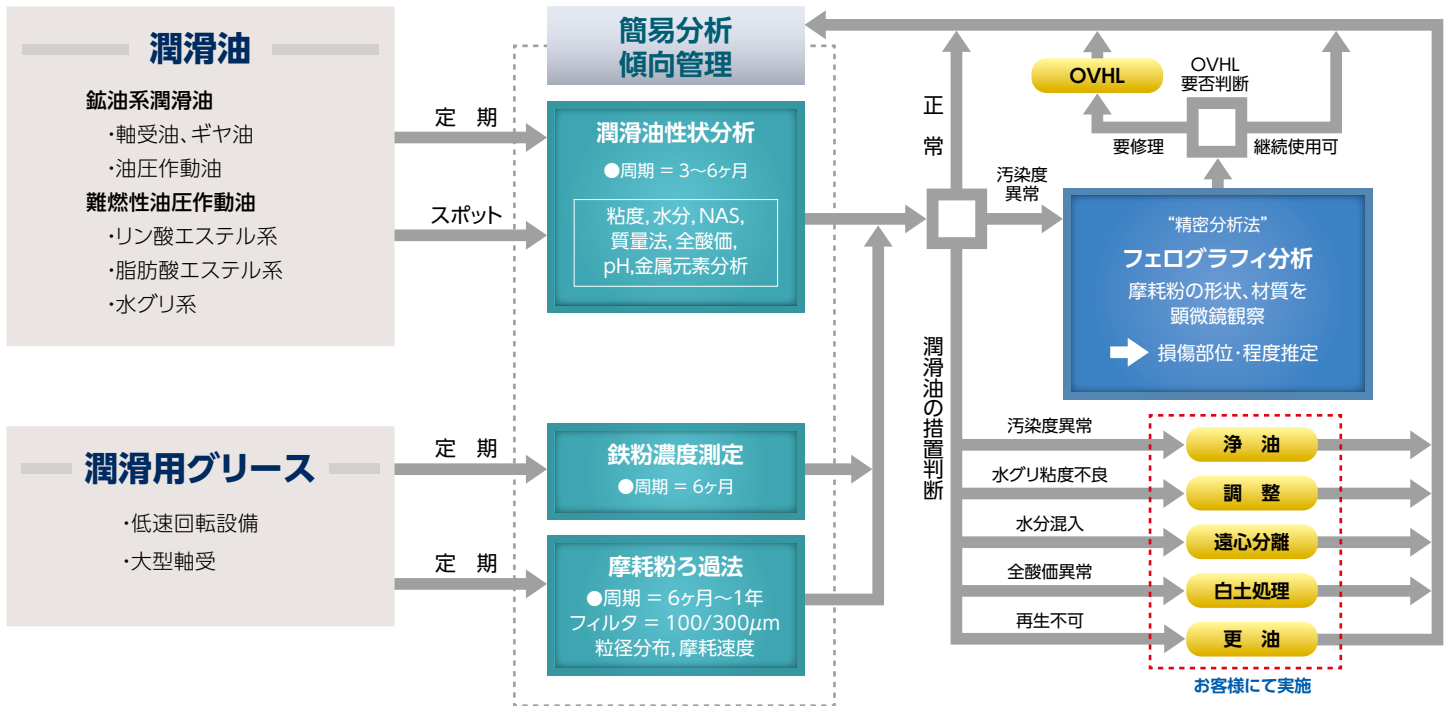 潤滑油
鉱油系潤滑油
・軸受油、ギヤ油
・油圧作動油
難燃性油圧作動油
・リン酸エステル系
・脂肪酸エステル系
・水グリ系
潤滑用グリース
・低速回転設備
・大型軸受
定 期
スポット
定 期
定 期
簡易分析
傾向管理
潤滑油性状分析
●周期 = 3〜6ヶ月
粘度, 水分, NAS,
質量法, 全酸価,
pH,金属元素分析
鉄粉濃度測定
●周期 = 6ヶ月
摩耗粉ろ過法
●周期 = 6ヶ月〜1年
フィルタ = 100/300μm
粒径分布, 摩耗速度
正 常
汚染度
異常
OVHL
OVHL
要否判断
要修理
継続使用可
“精密分析法”
フェログラフィ分析
摩耗粉の形状、材質を
顕微鏡観察
損傷部位・程度推定
潤滑油の措置判断
汚染度異常
浄 油
水グリ粘度不良
調 整
水分混入
遠心分離
全酸価異常
白土処理
再生不可
更 油
お客様にて実施